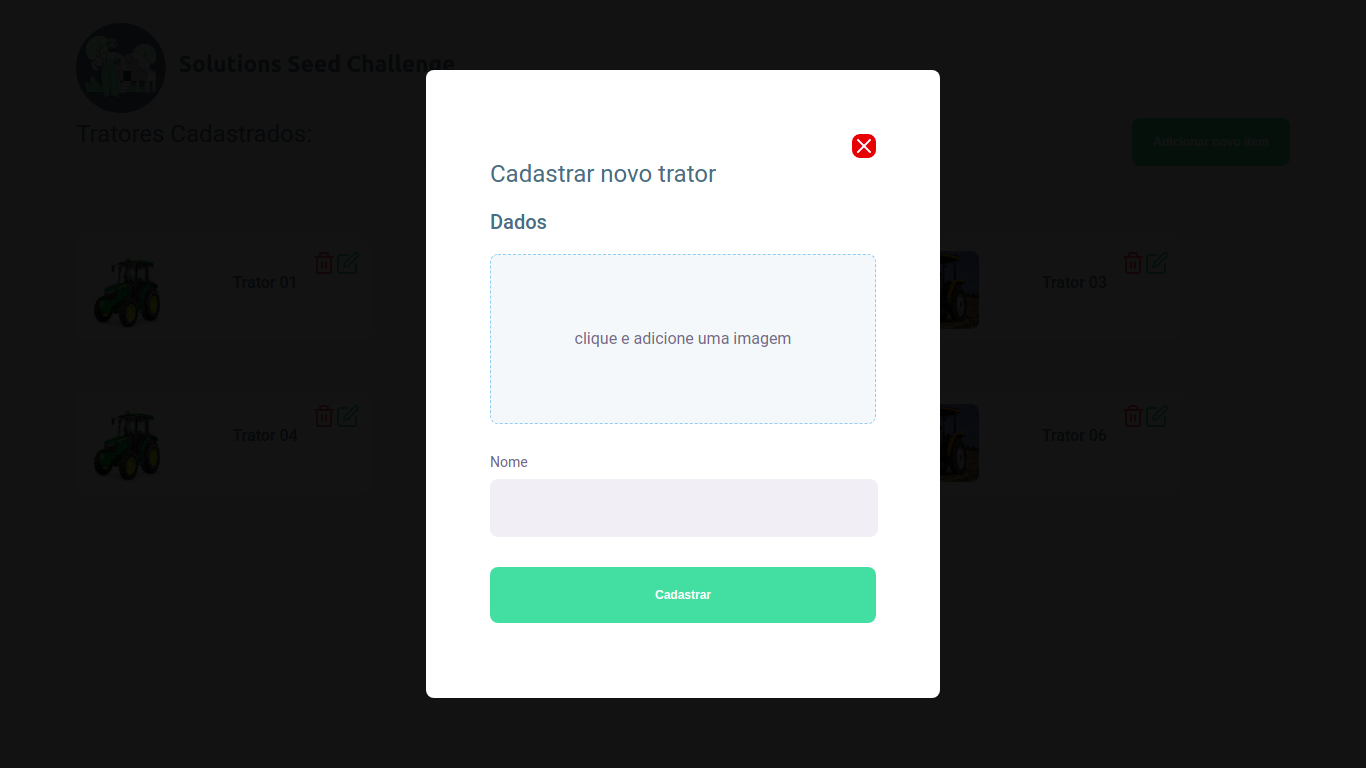 Solutions Seed Challenge
Tratores Cadastrados:
Adicionar novo item
Cadastrar novo trator
Dados
clique e adicione uma imagem
Nome
Cadastrar
Trator 01
Trator 03
Trator 04
Trator 06